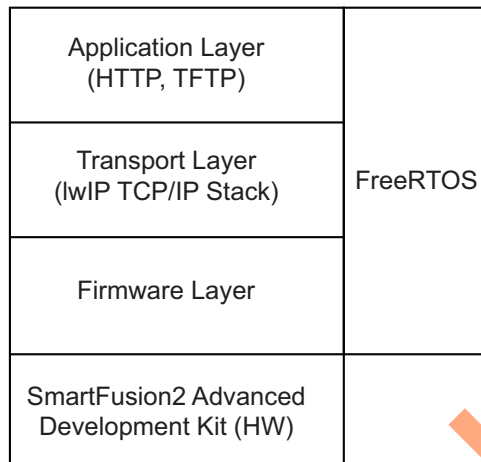 Application Layer
(HTTP, TFTP)
Transport Layer
(lwIP TCP/IP Stack)
FreeRTOS
Firmware Layer
SmartFusion2 Advanced
Development Kit (HW)